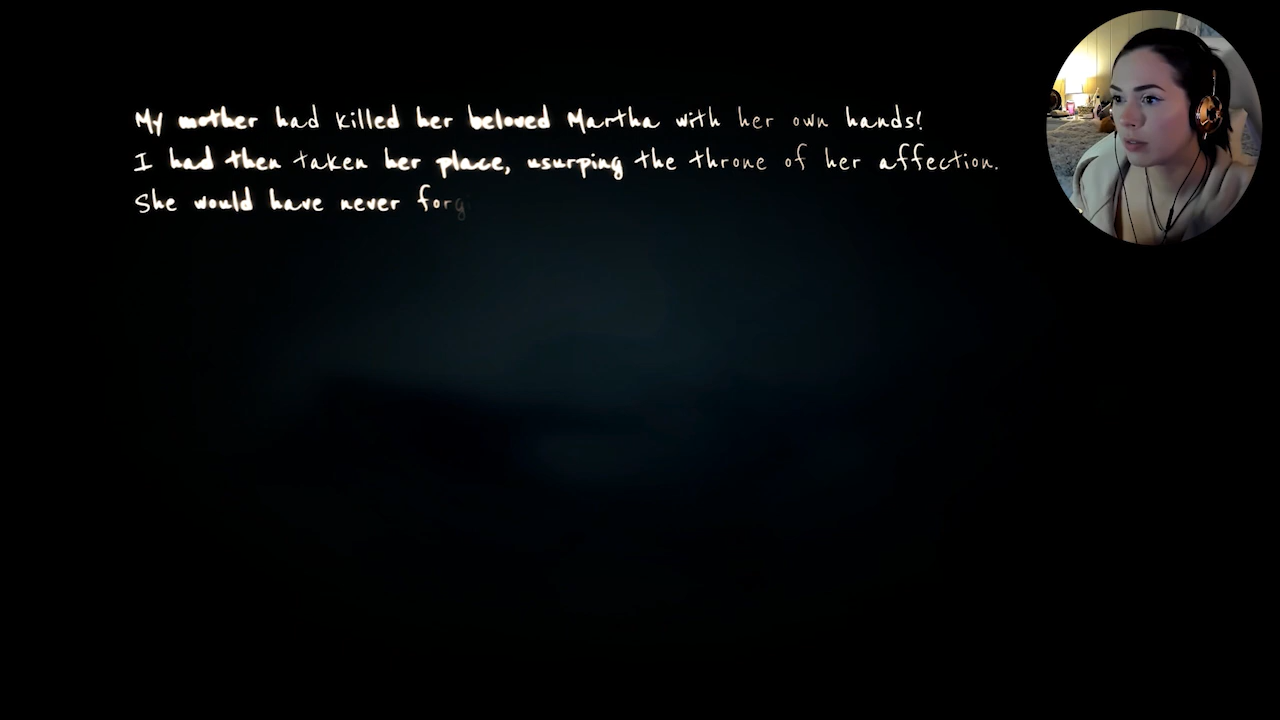 My mother had killed her beloved Martha with her own hands!
I had then taken her place, usurping the throne of her affection.
She would have never forg